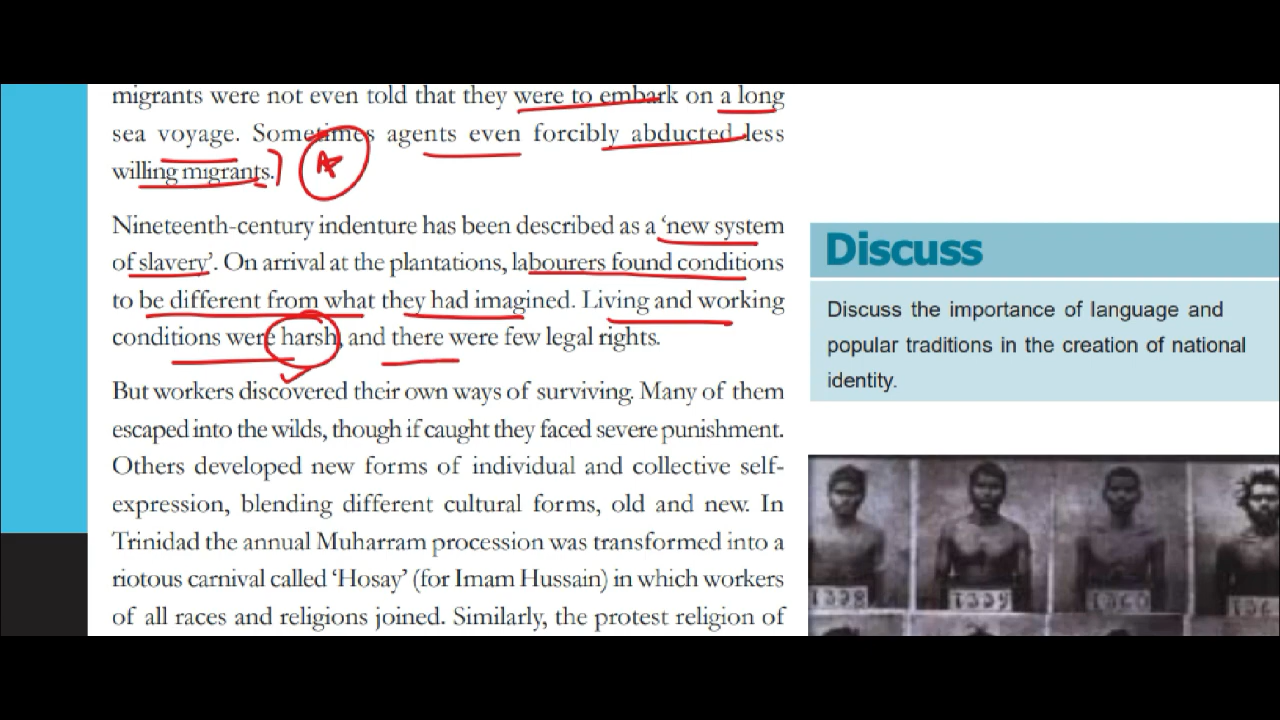 migrants were not even told that they were to embark on a long
sea voyage. Sometimes agents even forcibly abducted less
willing migrants.
Nineteenth-century indenture has been described as a ‘new system
of slavery’. On arrival at the plantations, labourers found conditions
to be different from what they had imagined. Living and working
conditions were harsh, and there were few legal rights.
But workers discovered their own ways of surviving. Many of them
escaped into the wilds, though if caught they faced severe punishment.
Others developed new forms of individual and collective self-
expression, blending different cultural forms, old and new. In
Trinidad the annual Muharram procession was transformed into a
riotous carnival called ‘Hosay’ (for Imam Hussain) in which workers
of all races and religions joined. Similarly, the protest religion of
Discuss
Discuss the importance of language and
popular traditions in the creation of national
identity.